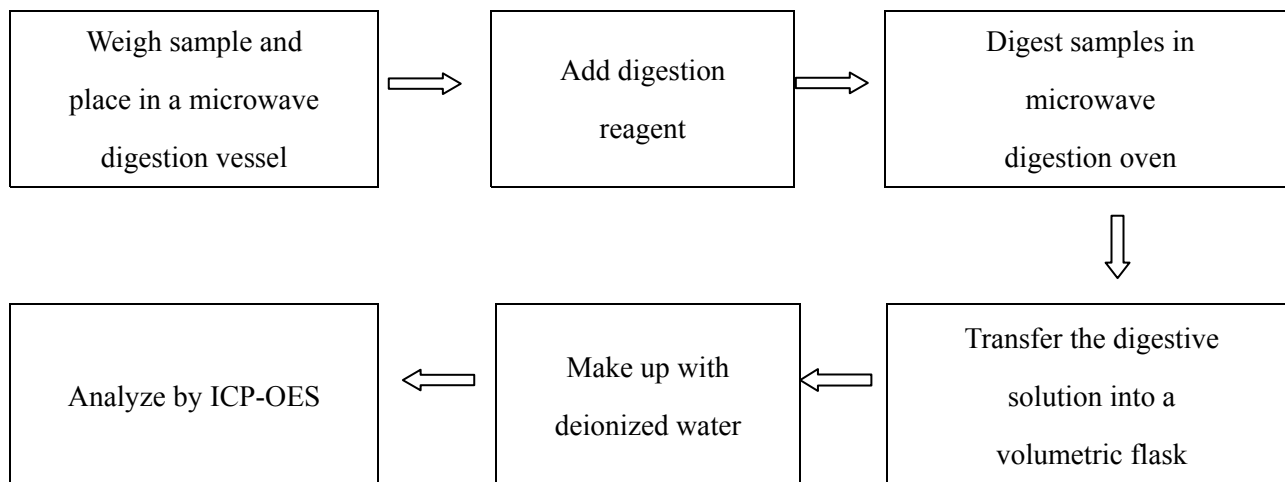 Weigh sample and
place in a microwave
digestion vessel
Add digestion
reagent
Digest samples in
microwave
digestion oven
Transfer the digestive
solution into a
volumetric flask
Make up with
deionized water
Analyze by ICP-OES